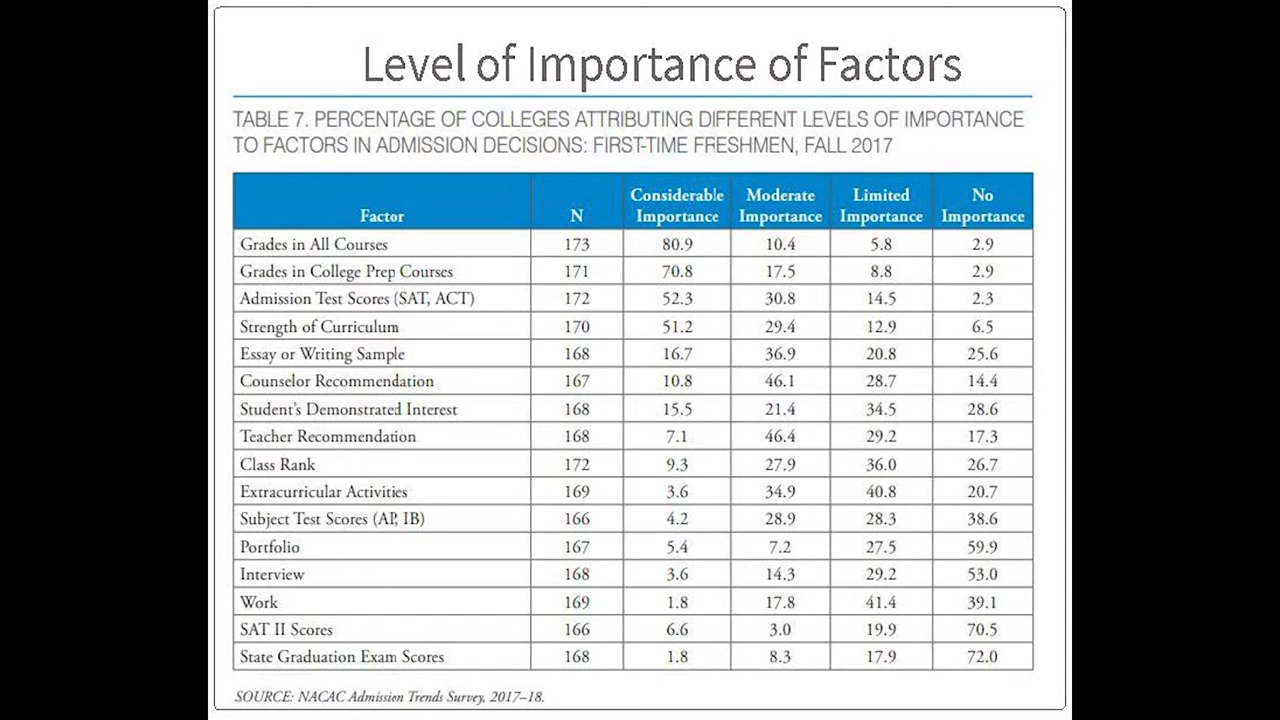 Level of Importance of Factors
TABLE 7. PERCENTAGE OF COLLEGES ATTRIBUTING DIFFERENT LEVELS OF IMPORTANCE
TO FACTORS IN ADMISSION DECISIONS: FIRST-TIME FRESHMEN, FALL 2017
Factor N Considerable Importance Moderate Importance Limited Importance No Importance
Grades in All Courses 173 80.9 10.4 5.8 2.9
Grades in College Prep Courses 171 70.8 17.5 8.8 2.9
Admission Test Scores (SAT, ACT) 172 52.3 30.8 14.5 2.3
Strength of Curriculum 170 51.2 29.4 12.9 6.5
Essay or Writing Sample 168 16.7 36.9 20.8 25.6
Counselor Recommendation 167 10.8 46.1 28.7 14.4
Student's Demonstrated Interest 168 15.5 21.4 34.5 28.6
Teacher Recommendation 168 7.1 46.4 29.2 17.3
Class Rank 172 9.3 27.9 36.0 26.7
Extracurricular Activities 169 3.6 34.9 40.8 20.7
Subject Test Scores (AP, IB) 166 4.2 28.9 28.3 38.6
Portfolio 167 5.4 7.2 27.5 59.9
Interview 168 3.6 14.3 29.2 53.0
Work 169 1.8 17.8 41.4 39.1
SAT II Scores 166 6.6 3.0 19.9 70.5
State Graduation Exam Scores 168 1.8 8.3 17.9 72.0
SOURCE: NACAC Admission Trends Survey, 2017–18.